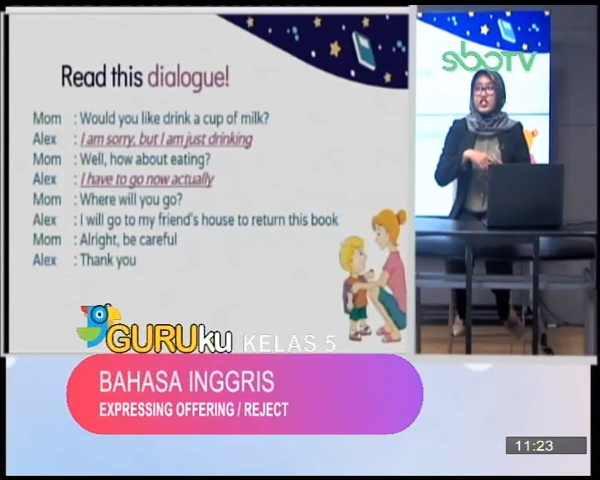 Read this dialogue!
Mom : Would you like drink a cup of milk?
Alex : I am sorry, but I am just drinking
Mom : Well, how about eating?
Alex : I have to go now actually
Mom : Where will you go?
Alex : I will go to my friend's house to return this book
Mom : Alright, be careful
Alex : Thank you
sboTV
GURUku KELAS 5
BAHASA INGGRIS
EXPRESSING OFFERING / REJECT
11:23